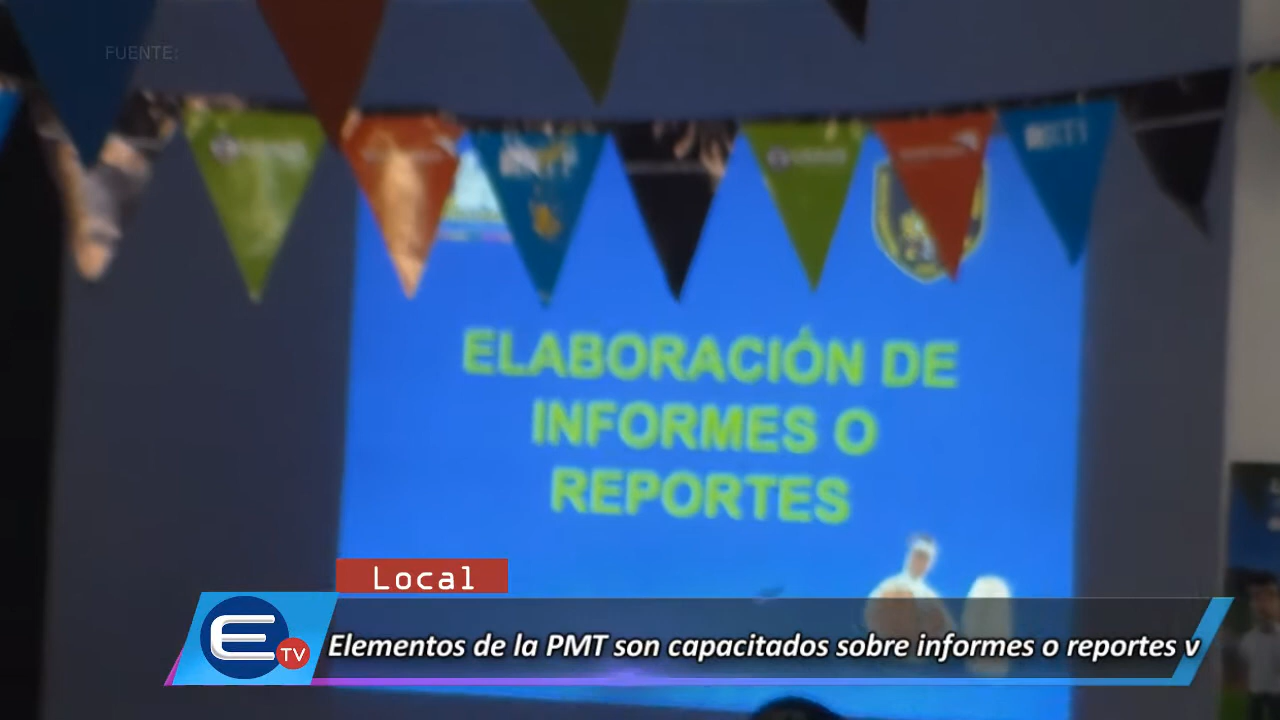 FUENTE:
ELABORACIÓN DE
INFORMES O
REPORTES
Local
E TV
Elementos de la PMT son capacitados sobre informes o reportes v